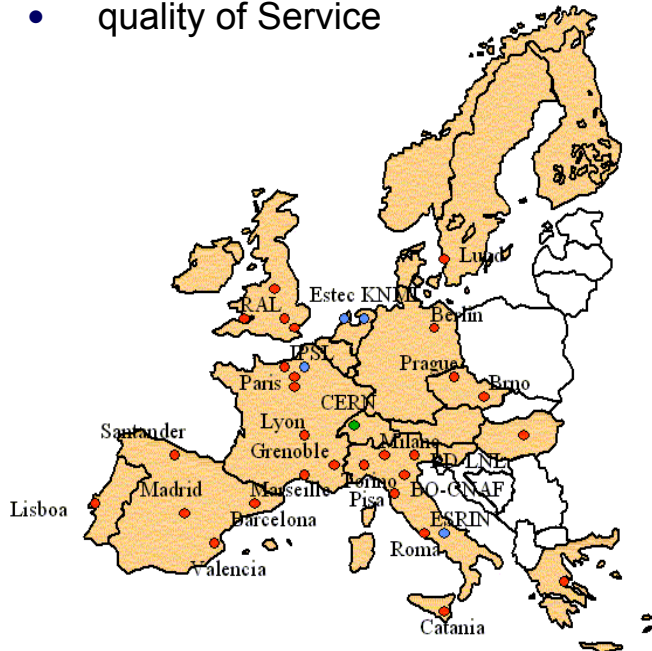 • quality of Service
Lund
Estec KNMI
RAL
Berlin
IPSL
Prague
Paris
Brno
CERN
Lyon
Santander
Milano
Grenoble
PD-LNL
Torino
Madrid
Marseille
BO-CNAF
Pisa
Lisboa
Barcelona
ESRIN
Roma
Valencia
Catania